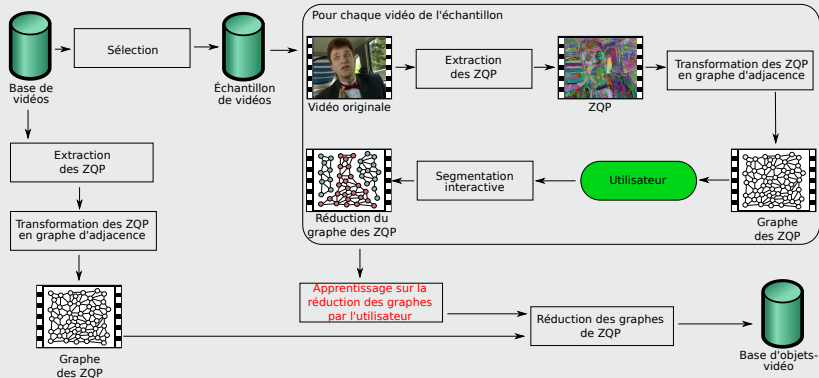 Pour chaque vidéo de l'échantillon
Sélection
Base de
vidéos
Échantillon
de vidéos
Vidéo originale
Extraction
des ZQP
ZQP
Transformation des ZQP
en graphe d'adjacence
Extraction
des ZQP
Réduction du
graphe des ZQP
Segmentation
interactive
Utilisateur
Graphe
des ZQP
Transformation des ZQP
en graphe d'adjacence
Apprentissage sur la
réduction des graphes
par l'utilisateur
Réduction des graphes
de ZQP
Graphe
des ZQP
Base d'objets-
vidéo